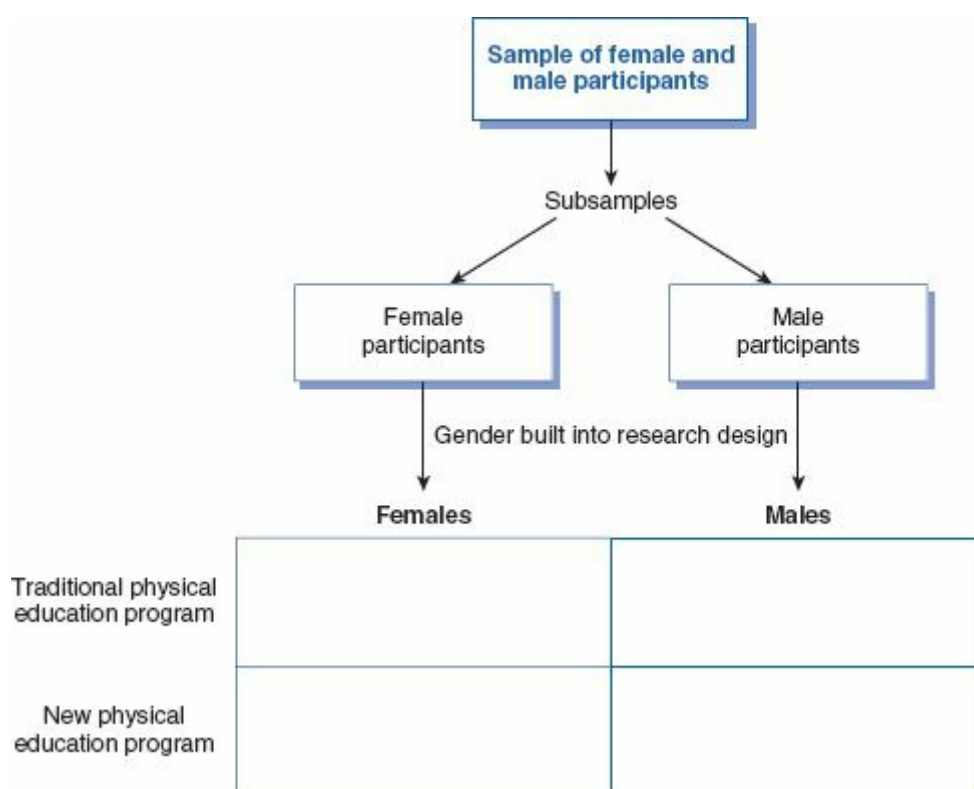 Sample of female and
male participants
Subsamples
Female
participants
Male
participants
Gender built into research design
Females
Males
Traditional physical
education program
New physical
education program